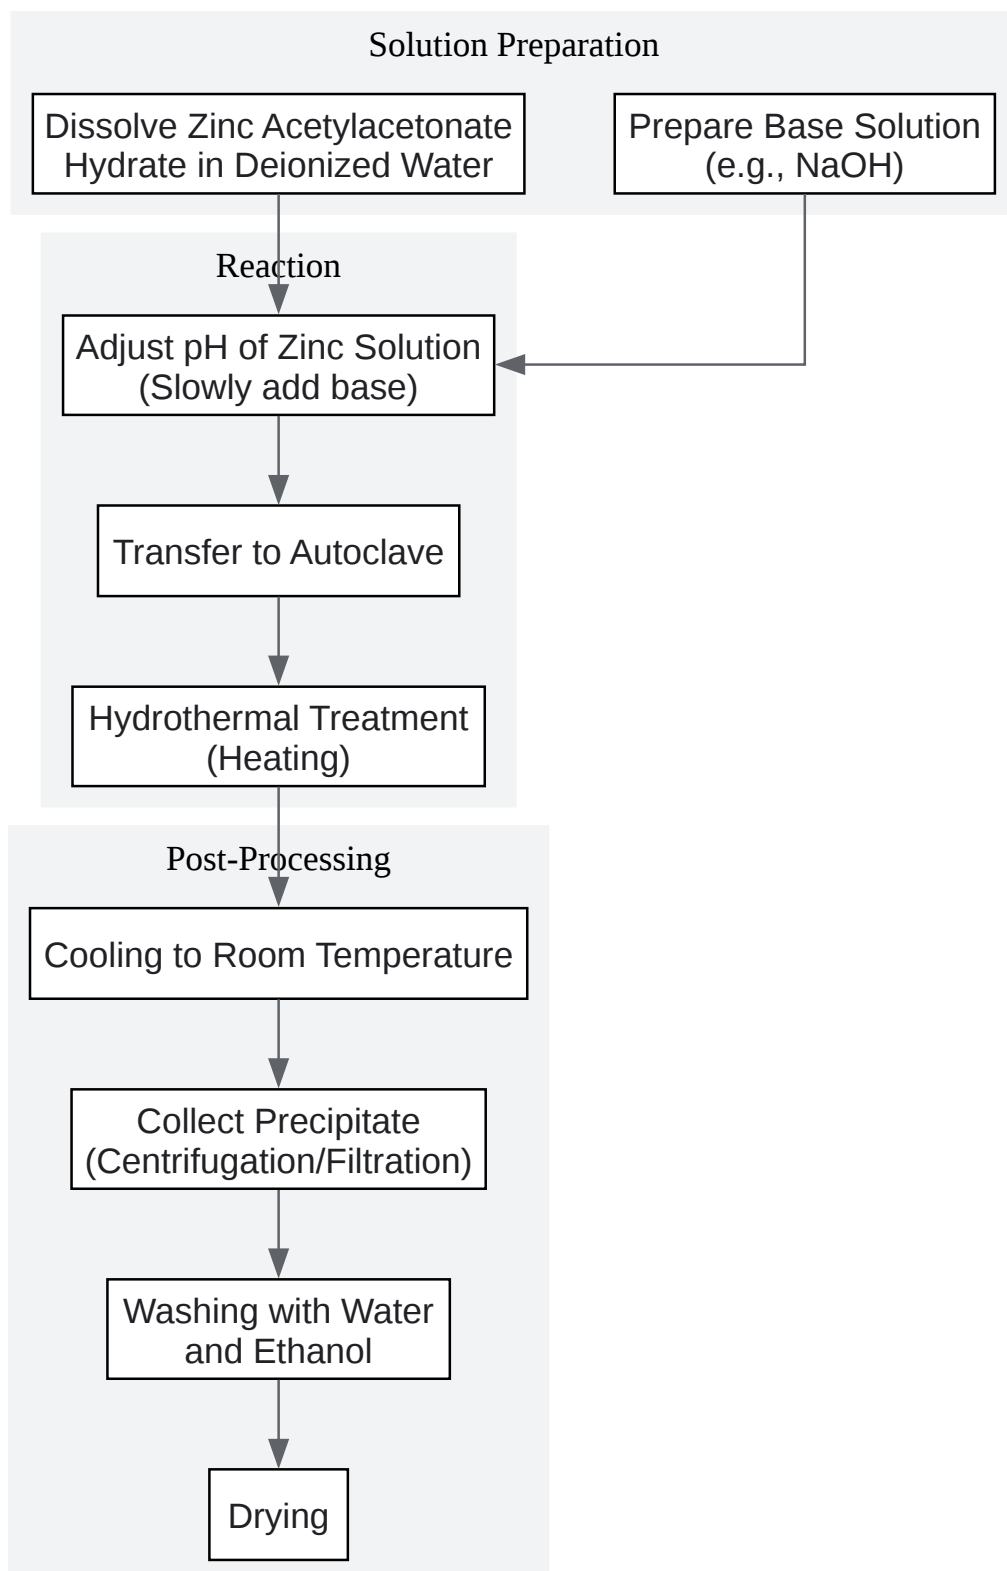 Solution Preparation
Dissolve Zinc Acetylacetonate
Hydrate in Deionized Water
Prepare Base Solution
(e.g., NaOH)
Reaction
Adjust pH of Zinc Solution
(Slowly add base)
Transfer to Autoclave
Hydrothermal Treatment
(Heating)
Post-Processing
Cooling to Room Temperature
Collect Precipitate
(Centrifugation/Filtration)
Washing with Water
and Ethanol
Drying